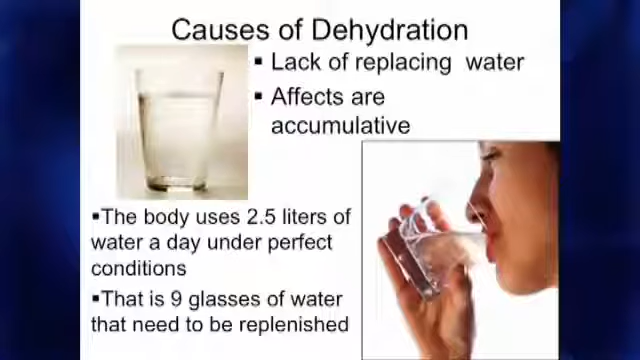 Causes of Dehydration
▪ Lack of replacing water
▪ Affects are
accumulative
▪The body uses 2.5 liters of
water a day under perfect
conditions
▪That is 9 glasses of water
that need to be replenished